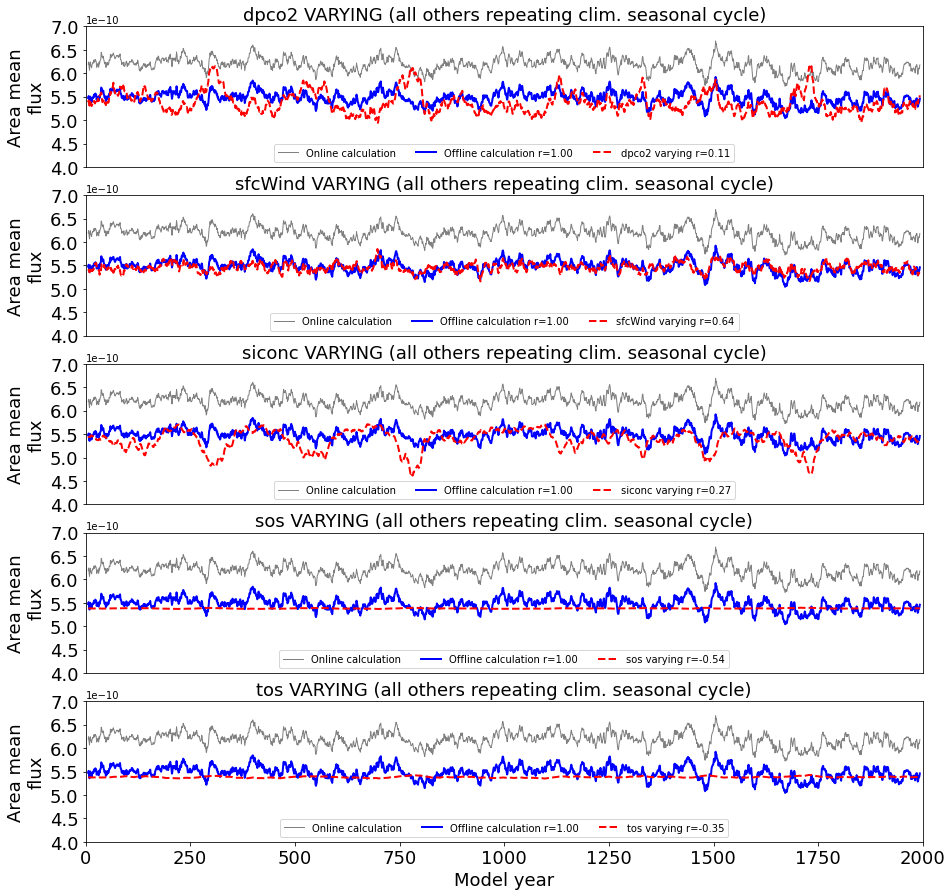 dpco2 VARYING (all others repeating clim. seasonal cycle)
1e−10
7.0
6.5
6.0
5.5
5.0
4.5
4.0
Area mean
flux
Online calculation
Offline calculation r=1.00
dpco2 varying r=0.11
sfcWind VARYING (all others repeating clim. seasonal cycle)
1e−10
7.0
6.5
6.0
5.5
5.0
4.5
4.0
Area mean
flux
Online calculation
Offline calculation r=1.00
sfcWind varying r=0.64
siconc VARYING (all others repeating clim. seasonal cycle)
1e−10
7.0
6.5
6.0
5.5
5.0
4.5
4.0
Area mean
flux
Online calculation
Offline calculation r=1.00
siconc varying r=0.27
sos VARYING (all others repeating clim. seasonal cycle)
1e−10
7.0
6.5
6.0
5.5
5.0
4.5
4.0
Area mean
flux
Online calculation
Offline calculation r=1.00
sos varying r=-0.54
tos VARYING (all others repeating clim. seasonal cycle)
1e−10
7.0
6.5
6.0
5.5
5.0
4.5
4.0
Area mean
flux
Online calculation
Offline calculation r=1.00
tos varying r=-0.35
0 250 500 750 1000 1250 1500 1750 2000
Model year